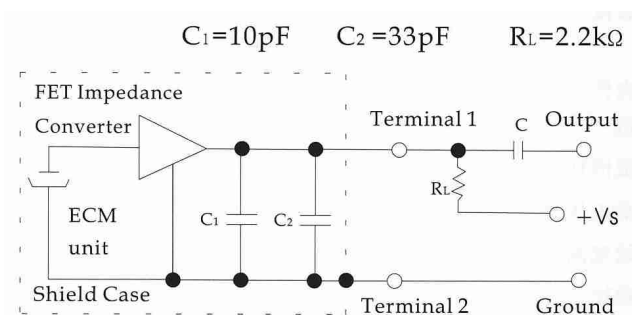 C1=10pF C2=33pF RL=2.2kΩ
FET Impedance
Converter
Terminal 1
C
Output
RL
+Vs
ECM
unit
C1
C2
Shield Case
Terminal 2
Ground